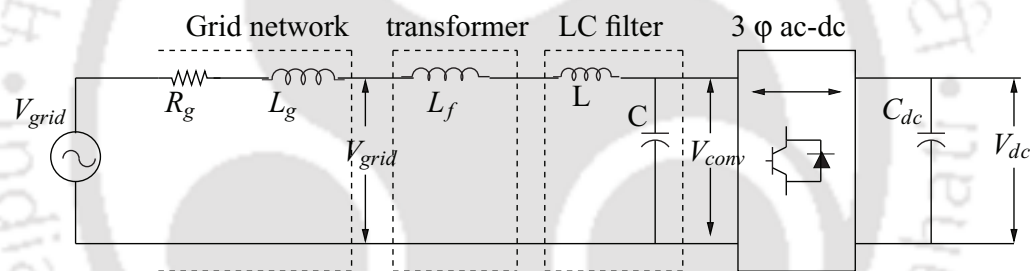 Grid network transformer LC filter 3 φ ac-dc
R_g L_g L_f L C C_dc
V_grid V_grid V_conv V_dc